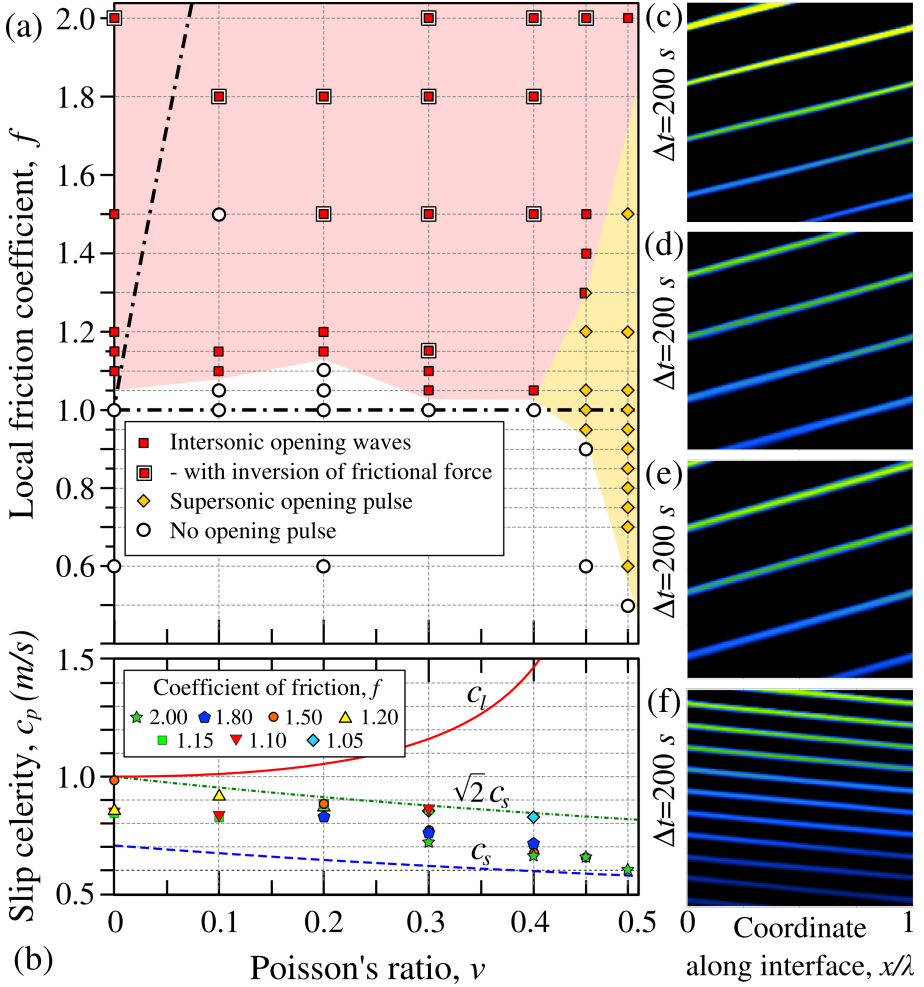 (a)
2.0
1.8
1.6
1.4
1.2
1.0
0.8
0.6
Local friction coefficient, f
Intersonic opening waves
- with inversion of frictional force
Supersonic opening pulse
No opening pulse
1.5
1.0
0.5
Slip celerity, c_p (m/s)
Coefficient of friction, f
2.00 1.80 1.50 1.20
1.15 1.10 1.05
c_l
√2 c_s
c_s
0 0.1 0.2 0.3 0.4 0.5
(b)
Poisson's ratio, ν
(c)
Δt=200 s
(d)
Δt=200 s
(e)
Δt=200 s
(f)
Δt=200 s
0 1
Coordinate
along interface, x/λ